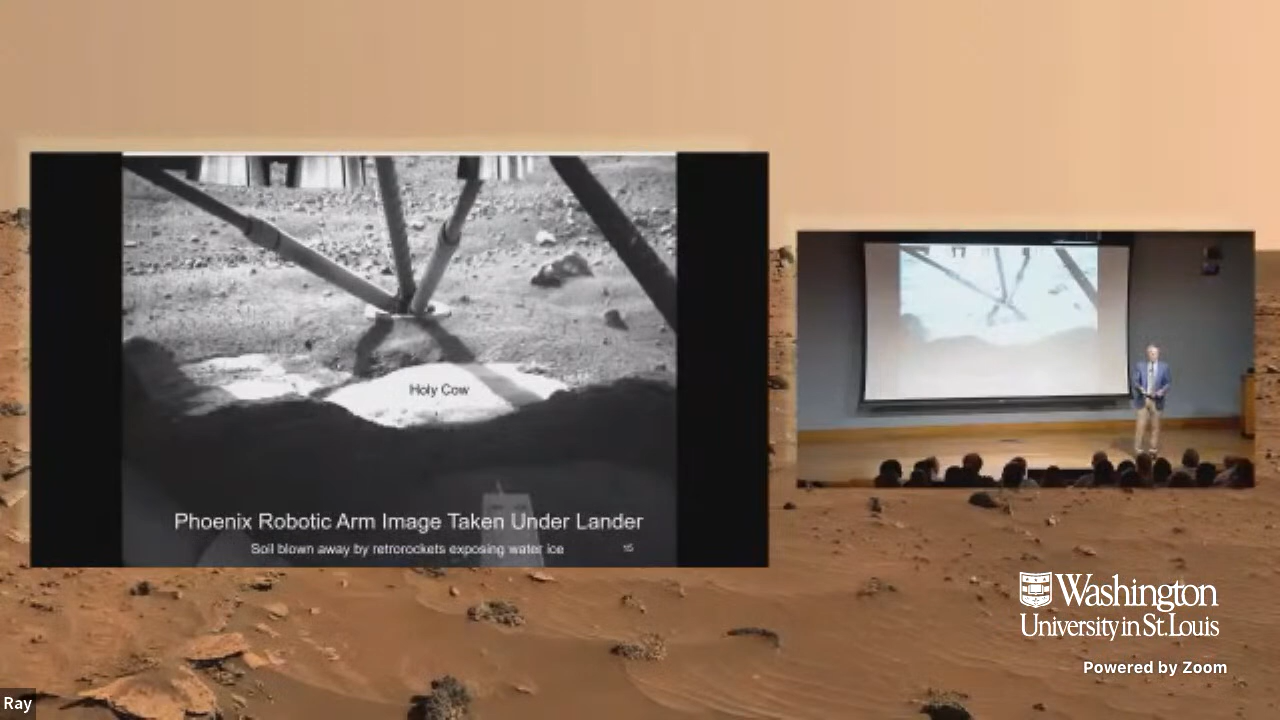 Holy Cow
Phoenix Robotic Arm Image Taken Under Lander
Soil blown away by retrorockets exposing water ice
15
Washington
University in St. Louis
Powered by Zoom
Ray